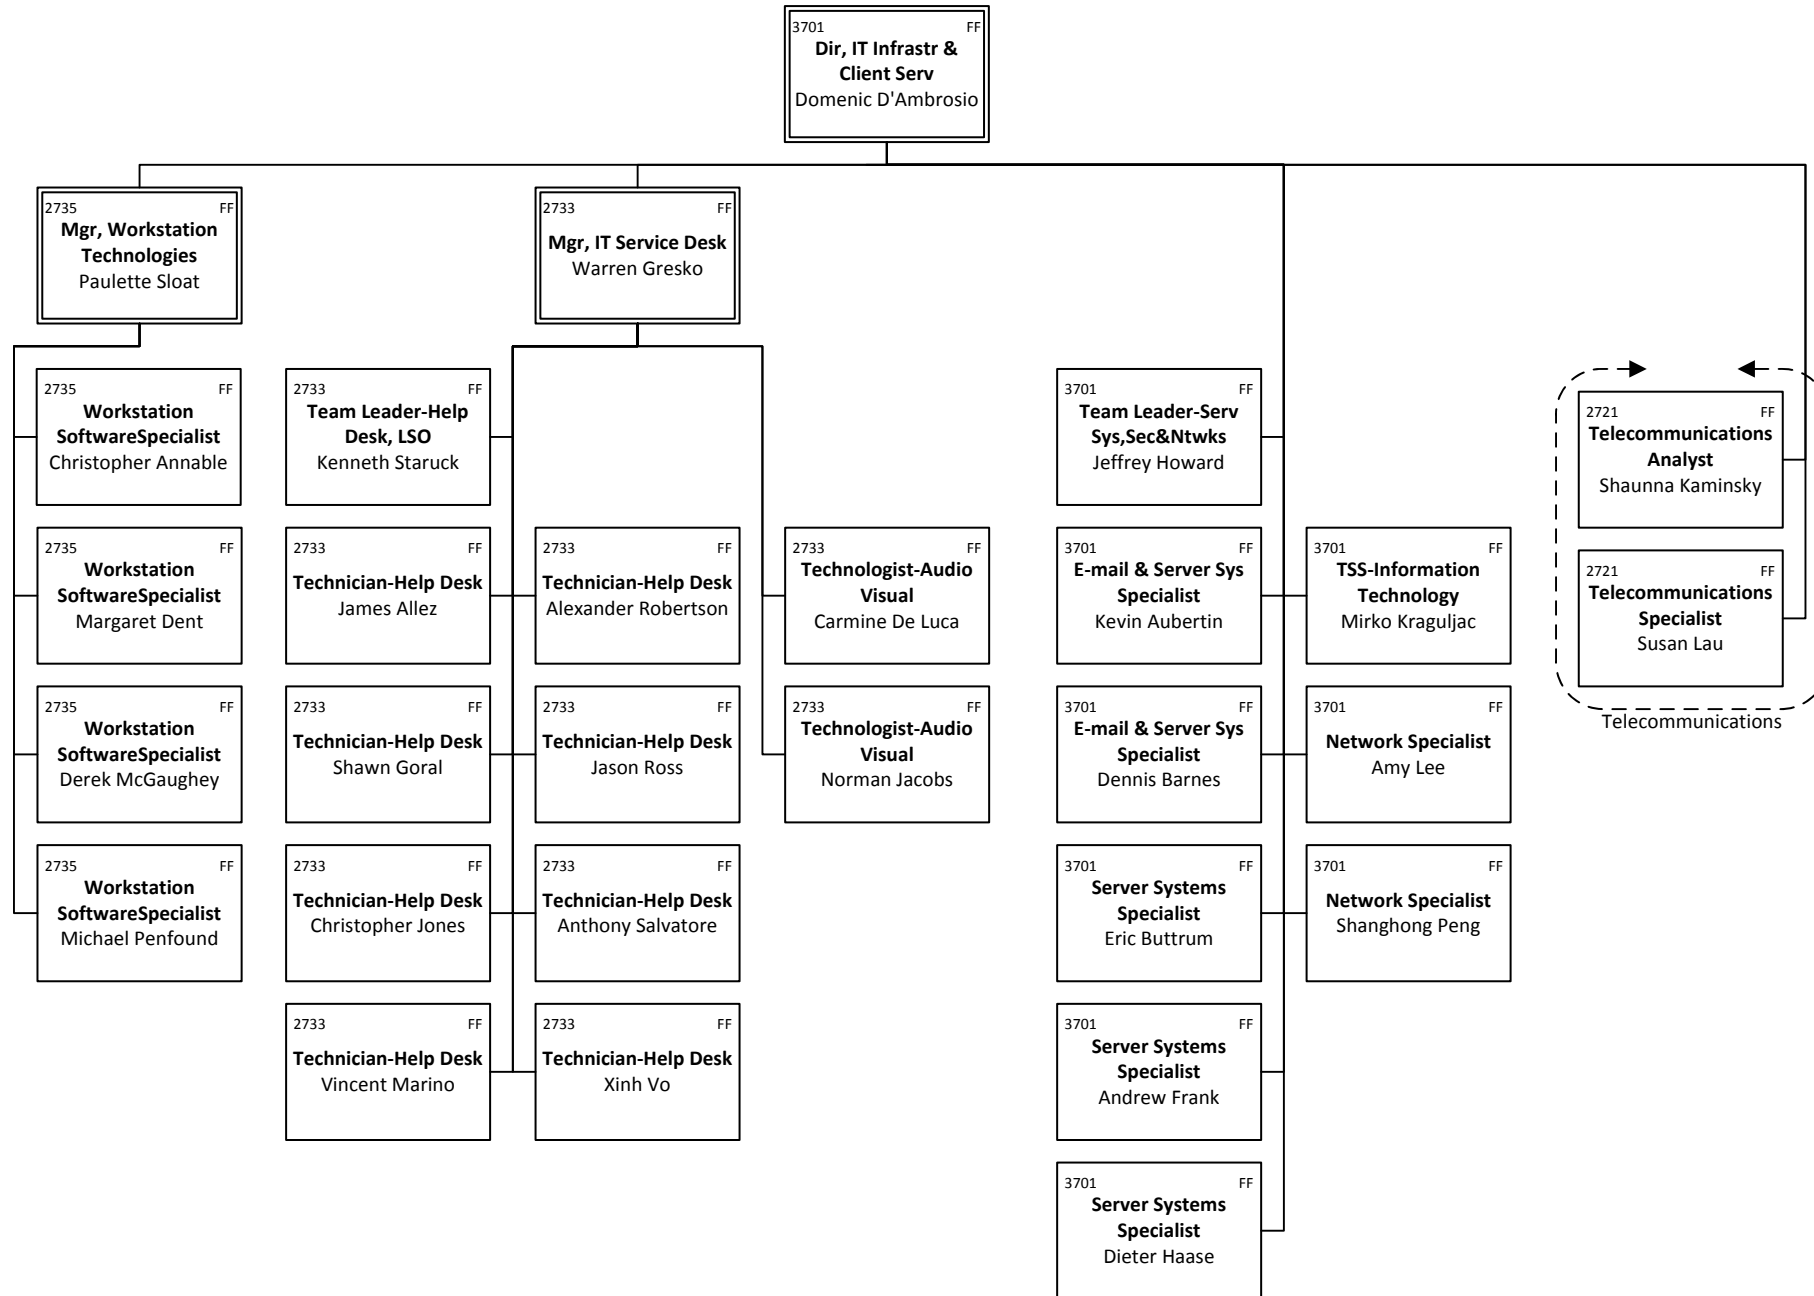 3701 FF
Dir, IT Infrastr &
Client Serv
Domenic D'Ambrosio
2735 FF
Mgr, Workstation
Technologies
Paulette Sloat
2733 FF
Mgr, IT Service Desk
Warren Gresko
2735 FF
Workstation
SoftwareSpecialist
Christopher Annable
2735 FF
Workstation
SoftwareSpecialist
Margaret Dent
2735 FF
Workstation
SoftwareSpecialist
Derek McGaughey
2735 FF
Workstation
SoftwareSpecialist
Michael Penfound
2733 FF
Team Leader-Help
Desk, LSO
Kenneth Staruck
2733 FF
Technician-Help Desk
James Allez
2733 FF
Technician-Help Desk
Shawn Goral
2733 FF
Technician-Help Desk
Christopher Jones
2733 FF
Technician-Help Desk
Vincent Marino
2733 FF
Technician-Help Desk
Alexander Robertson
2733 FF
Technician-Help Desk
Jason Ross
2733 FF
Technician-Help Desk
Anthony Salvatore
2733 FF
Technician-Help Desk
Xinh Vo
2733 FF
Technologist-Audio
Visual
Carmine De Luca
2733 FF
Technologist-Audio
Visual
Norman Jacobs
3701 FF
Team Leader-Serv
Sys,Sec&Ntwks
Jeffrey Howard
3701 FF
E-mail & Server Sys
Specialist
Kevin Aubertin
3701 FF
E-mail & Server Sys
Specialist
Dennis Barnes
3701 FF
Server Systems
Specialist
Eric Buttrum
3701 FF
Server Systems
Specialist
Andrew Frank
3701 FF
Server Systems
Specialist
Dieter Haase
3701 FF
TSS-Information
Technology
Mirko Kraguljac
3701 FF
Network Specialist
Amy Lee
3701 FF
Network Specialist
Shanghong Peng
2721 FF
Telecommunications
Analyst
Shaunna Kaminsky
2721 FF
Telecommunications
Specialist
Susan Lau
Telecommunications